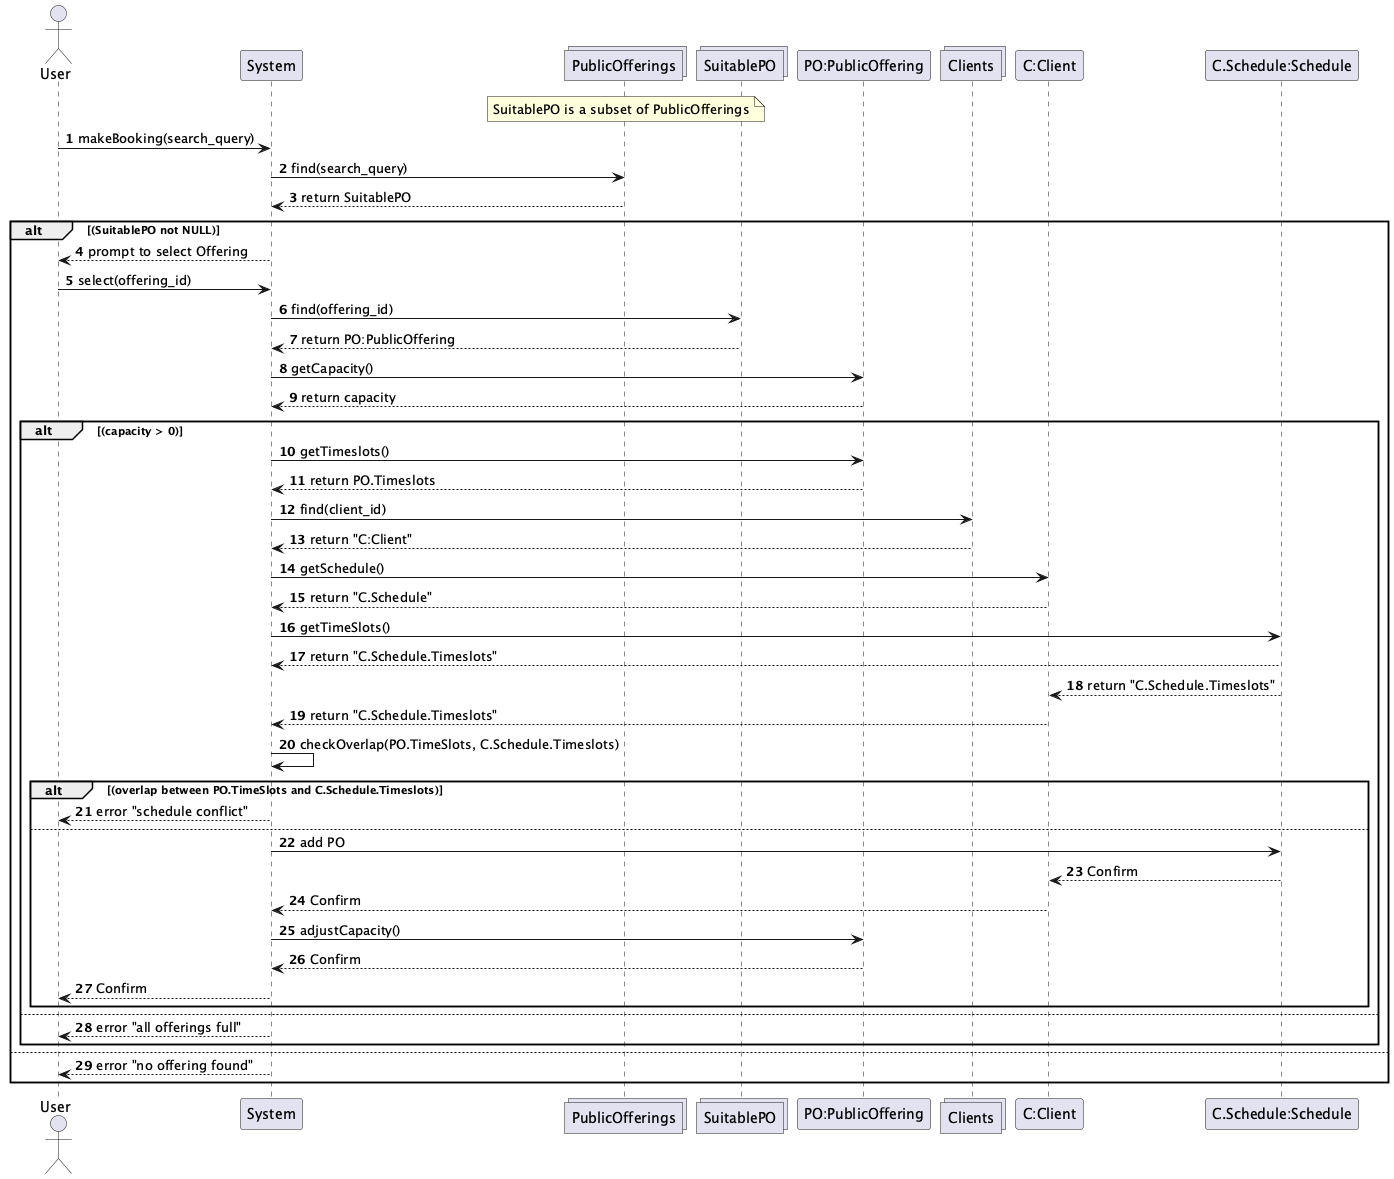 User
System
PublicOfferings
SuitablePO
PO:PublicOffering
Clients
C:Client
C.Schedule:Schedule
SuitablePO is a subset of PublicOfferings
1 makeBooking(search_query)
2 find(search_query)
3 return SuitablePO
alt [(SuitablePO not NULL)]
4 prompt to select Offering
5 select(offering_id)
6 find(offering_id)
7 return PO:PublicOffering
8 getCapacity()
9 return capacity
alt [(capacity > 0)]
10 getTimeslots()
11 return PO.Timeslots
12 find(client_id)
13 return "C:Client"
14 getSchedule()
15 return "C.Schedule"
16 getTimeSlots()
17 return "C.Schedule.Timeslots"
18 return "C.Schedule.Timeslots"
19 return "C.Schedule.Timeslots"
20 checkOverlap(PO.TimeSlots, C.Schedule.Timeslots)
alt [(overlap between PO.TimeSlots and C.Schedule.Timeslots)]
21 error "schedule conflict"
22 add PO
23 Confirm
24 Confirm
25 adjustCapacity()
26 Confirm
27 Confirm
28 error "all offerings full"
29 error "no offering found"
User
System
PublicOfferings
SuitablePO
PO:PublicOffering
Clients
C:Client
C.Schedule:Schedule